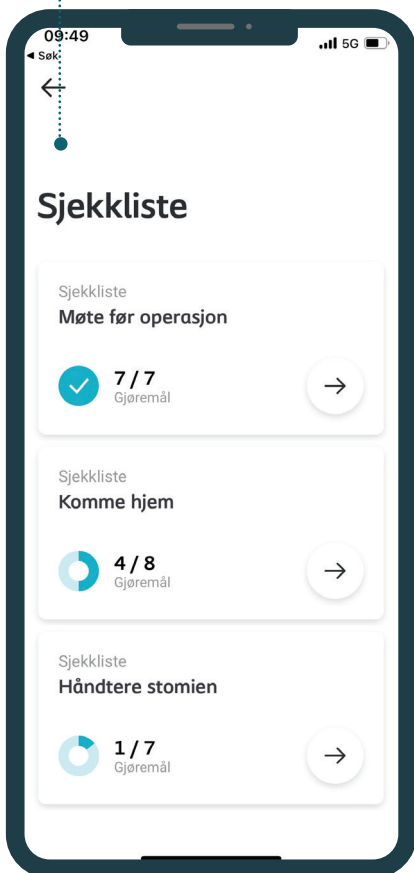 09:49
5G
◀ Søk
Sjekkliste
Sjekkliste
Møte før operasjon
7 / 7
Gjøremål
Sjekkliste
Komme hjem
4 / 8
Gjøremål
Sjekkliste
Håndtere stomien
1 / 7
Gjøremål